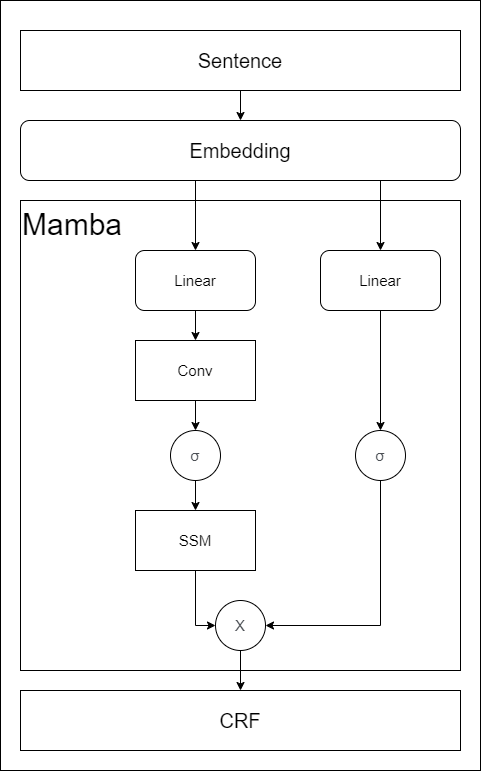 Sentence
Embedding
Mamba
Linear
Linear
Conv
σ
σ
SSM
X
CRF